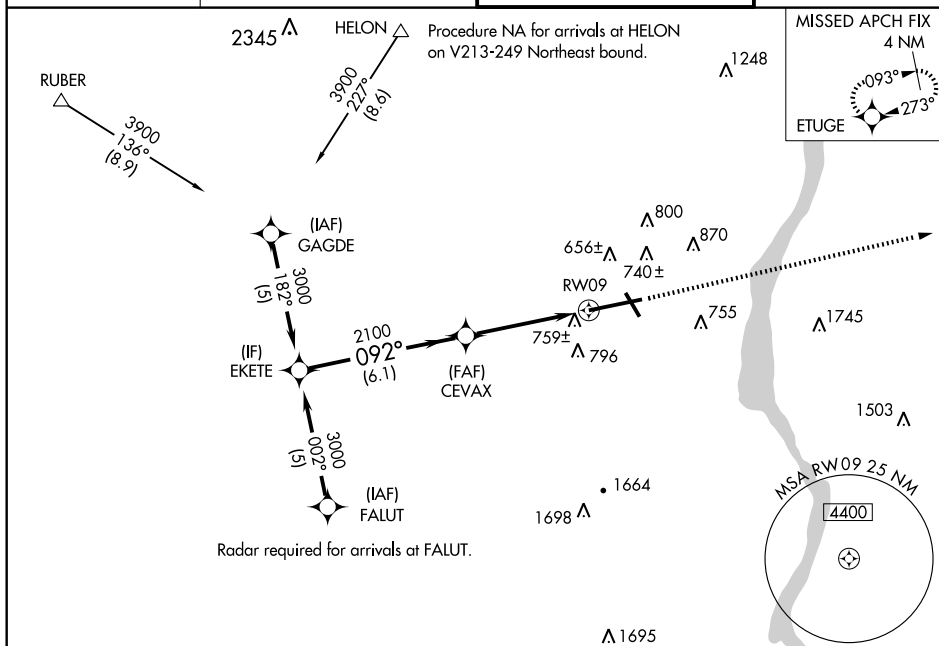 2345
HELON
Procedure NA for arrivals at HELON
on V213-249 Northeast bound.
1248
MISSED APCH FIX
4 NM
093°
273°
ETUGE
RUBER
3900
136°
(8.9)
3900
227°
(8.6)
(IAF)
GAGDE
3000
182°
(5)
800
870
656±
740±
RW09
755
1745
759±
796
2100
092°
(6.1)
(IF)
EKETE
(FAF)
CEVAX
1503
3000
002°
(5)
(IAF)
FALUT
1664
1698
MSA RW09 25 NM
4400
Radar required for arrivals at FALUT.
1695